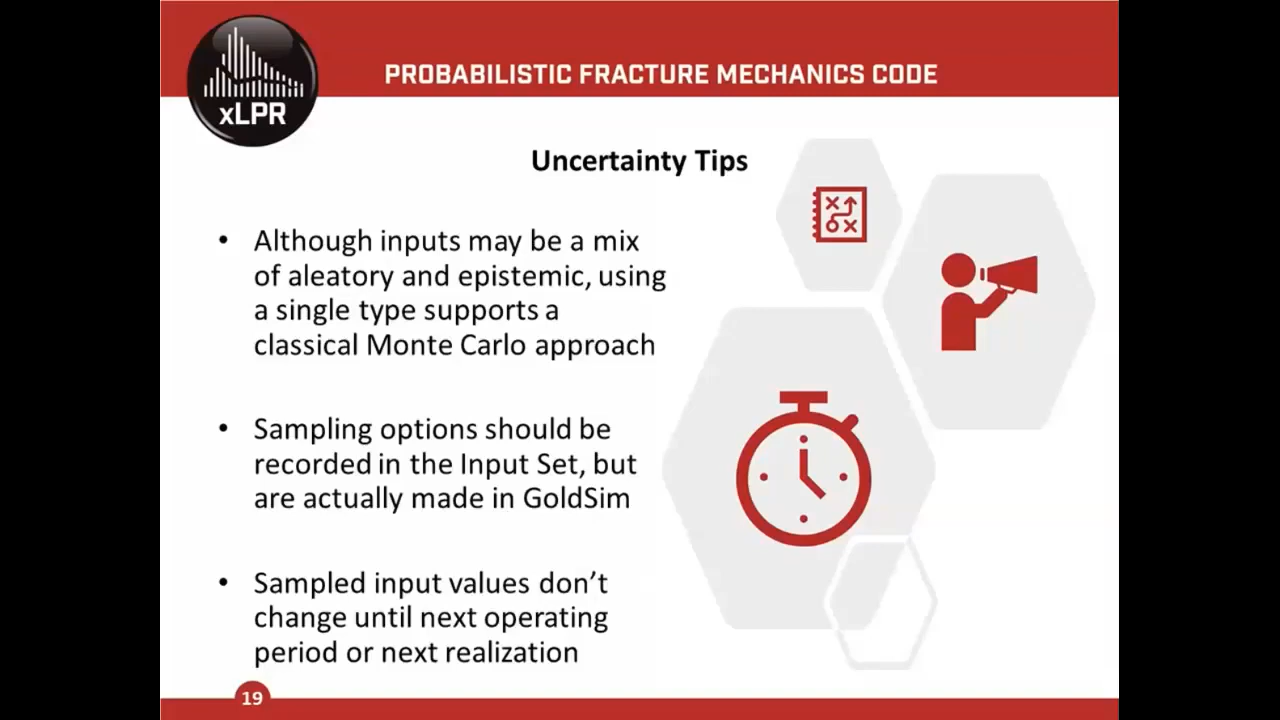 xLPR
PROBABILISTIC FRACTURE MECHANICS CODE
Uncertainty Tips
• Although inputs may be a mix
of aleatory and epistemic, using
a single type supports a
classical Monte Carlo approach
• Sampling options should be
recorded in the Input Set, but
are actually made in GoldSim
• Sampled input values don’t
change until next operating
period or next realization
19